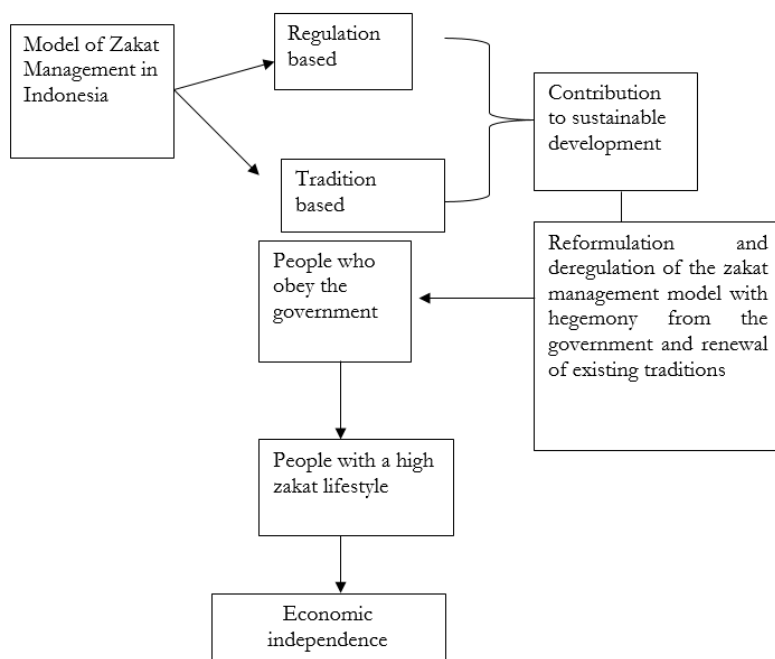 Model of Zakat
Management in
Indonesia
Regulation
based
Tradition
based
Contribution
to sustainable
development
Reformulation and
deregulation of the zakat
management model with
hegemony from the
government and renewal
of existing traditions
People who
obey the
government
People with a high
zakat lifestyle
Economic
independence